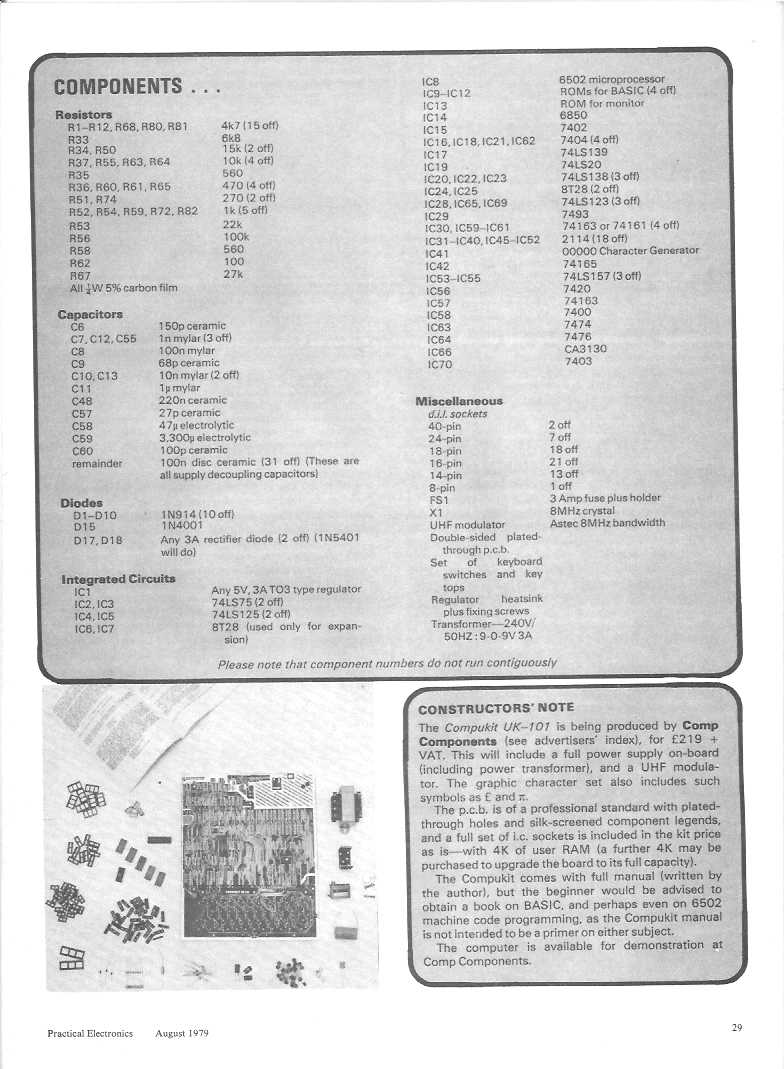 COMPONENTS . . .
Resistors
R1–R12, R68, R80, R81 4k7 (15 off)
R33 6k8
R34, R50 15k (2 off)
R37, R55, R63, R64 10k (4 off)
R35 560
R36, R60, R61, R65 470 (4 off)
R51, R74 270 (2 off)
R52, R54, R59, R72, R82 1k (5 off)
R53 22k
R56 100k
R58 560
R62 100
R67 27k
All ¼W 5% carbon film
Capacitors
C6 150p ceramic
C7, C12, C55 1n mylar (3 off)
C8 100n mylar
C9 68p ceramic
C10, C13 10n mylar (2 off)
C11 1µ mylar
C48 220n ceramic
C57 27p ceramic
C58 47µ electrolytic
C59 3,300µ electrolytic
C60 100p ceramic
remainder 100n disc ceramic (31 off) (These are
all supply decoupling capacitors)
Diodes
D1–D10 1N914 (10 off)
D15 1N4001
D17, D18 Any 3A rectifier diode (2 off) (1N5401
will do)
Integrated Circuits
IC1 Any 5V, 3A TO3 type regulator
IC2, IC3 74LS75 (2 off)
IC4, IC5 74LS125 (2 off)
IC6, IC7 8T28 (used only for expan-
sion)
IC8 6502 microprocessor
IC9–IC12 ROMs for BASIC (4 off)
IC13 ROM for monitor
IC14 6850
IC15 7402
IC16, IC18, IC21, IC62 7404 (4 off)
IC17 74LS139
IC19 74LS20
IC20, IC22, IC23 74LS138 (3 off)
IC24, IC25 8T28 (2 off)
IC28, IC65, IC69 74LS123 (3 off)
IC29 7493
IC30, IC59–IC61 74163 or 74161 (4 off)
IC31–IC40, IC45–IC52 2114 (18 off)
IC41 00000 Character Generator
IC42 74165
IC53–IC55 74LS157 (3 off)
IC56 7420
IC57 74163
IC58 7400
IC63 7474
IC64 7476
IC66 CA3130
IC70 7403
Miscellaneous
d.i.l. sockets
40-pin 2 off
24-pin 7 off
18-pin 18 off
16-pin 21 off
14-pin 13 off
8-pin 1 off
FS1 3 Amp fuse plus holder
X1 8MHz crystal
UHF modulator Astec 8MHz bandwidth
Double-sided plated-
through p.c.b.
Set of keyboard
switches and key
tops
Regulator heatsink
plus fixing screws
Transformer—240V/
50HZ : 9-0-9V 3A
Please note that component numbers do not run contiguously
CONSTRUCTORS' NOTE
The Compukit UK–101 is being produced by Comp
Components (see advertisers' index), for £219 +
VAT. This will include a full power supply on-board
(including power transformer), and a UHF modula-
tor. The graphic character set also includes such
symbols as £ and π.
The p.c.b. is of a professional standard with plated-
through holes and silk-screened component legends,
and a full set of i.c. sockets is included in the kit price
as is—with 4K of user RAM (a further 4K may be
purchased to upgrade the board to its full capacity).
The Compukit comes with full manual (written by
the author), but the beginner would be advised to
obtain a book on BASIC, and perhaps even on 6502
machine code programming, as the Compukit manual
is not intended to be a primer on either subject.
The computer is available for demonstration at
Comp Components.
Practical Electronics August 1979
29